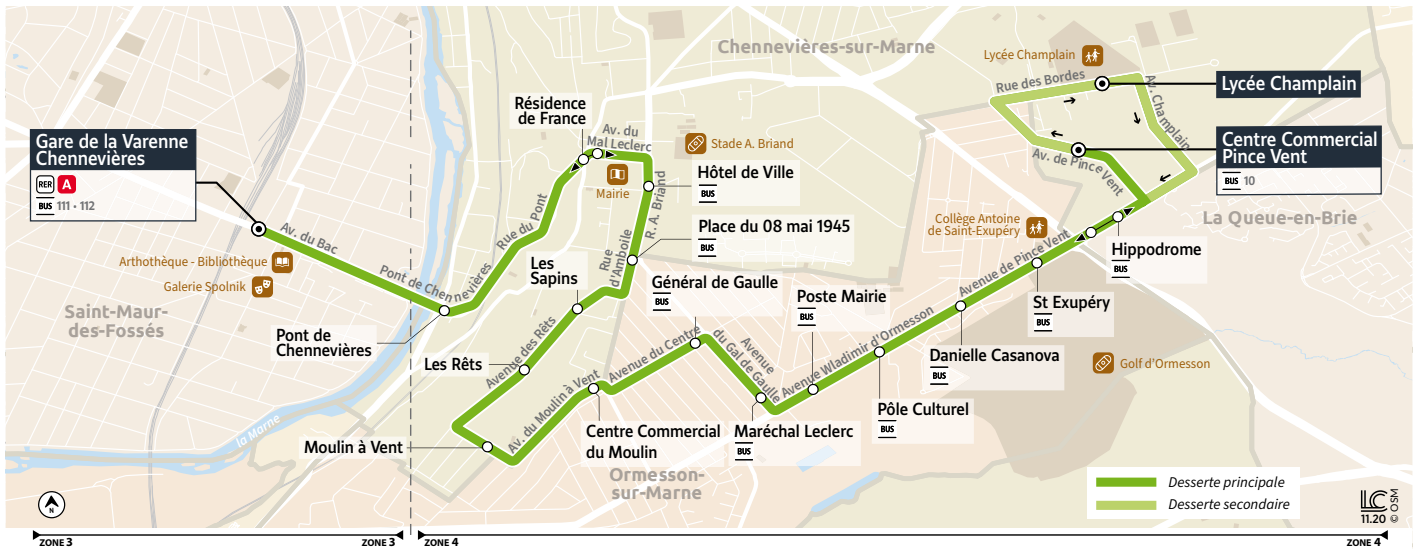 Chennevières-sur-Marne
Lycée Champlain
Rue des Bordes
Av. Champlain
Lycée Champlain
Centre Commercial
Pince Vent
BUS 10
Av. de Pince Vent
La Queue-en-Brie
Résidence
de France
Av. du
Mal Leclerc
Mairie
Stade A. Briand
Hôtel de Ville
BUS
R. A. Briand
Place du 08 mai 1945
BUS
Rue
d'Amboile
Gare de la Varenne
Chennevières
RER A
BUS 111 • 112
Av. du Bac
Arthothèque - Bibliothèque
Galerie Spolnik
Saint-Maur-
des-Fossés
Pont de Chennevières
Rue du Pont
Pont de
Chennevières
Les
Sapins
Les Rêts
Avenue des Rêts
Moulin à Vent
Av. du Moulin à Vent
Centre Commercial
du Moulin
Avenue du Centre
Général de Gaulle
BUS
Avenue
du Gal de Gaulle
Maréchal Leclerc
BUS
Poste Mairie
BUS
Avenue Wladimir d'Ormesson
Pôle Culturel
BUS
Danielle Casanova
BUS
Avenue de Pince Vent
St Exupéry
BUS
Collège Antoine
de Saint-Exupéry
Hippodrome
BUS
Golf d'Ormesson
Ormesson-
sur-Marne
la Marne
Desserte principale
Desserte secondaire
N
LC
11.20
© OSM
ZONE 3
ZONE 3
ZONE 4
ZONE 4